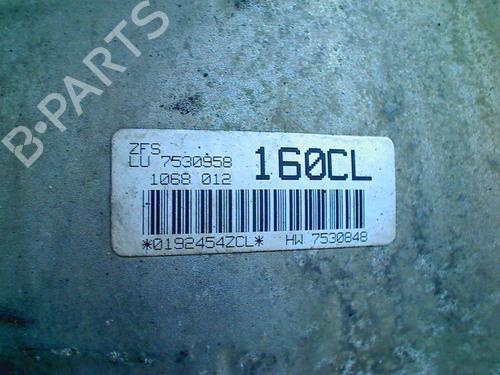 B-PARTS
ZFS
LU 7530958
160CL
1068 012
*0192454ZCL* HW 7530848